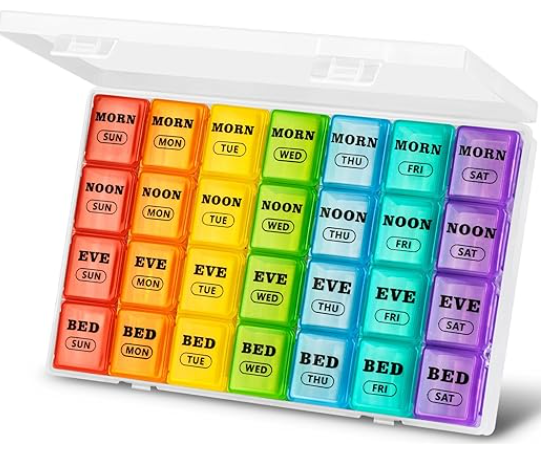 MORN MORN MORN MORN MORN MORN MORN
SUN MON TUE WED THU FRI SAT
NOON NOON NOON NOON NOON NOON NOON
SUN MON TUE WED THU FRI SAT
EVE EVE EVE EVE EVE EVE EVE
SUN MON TUE WED THU FRI SAT
BED BED BED BED BED BED BED
SUN MON TUE WED THU FRI SAT